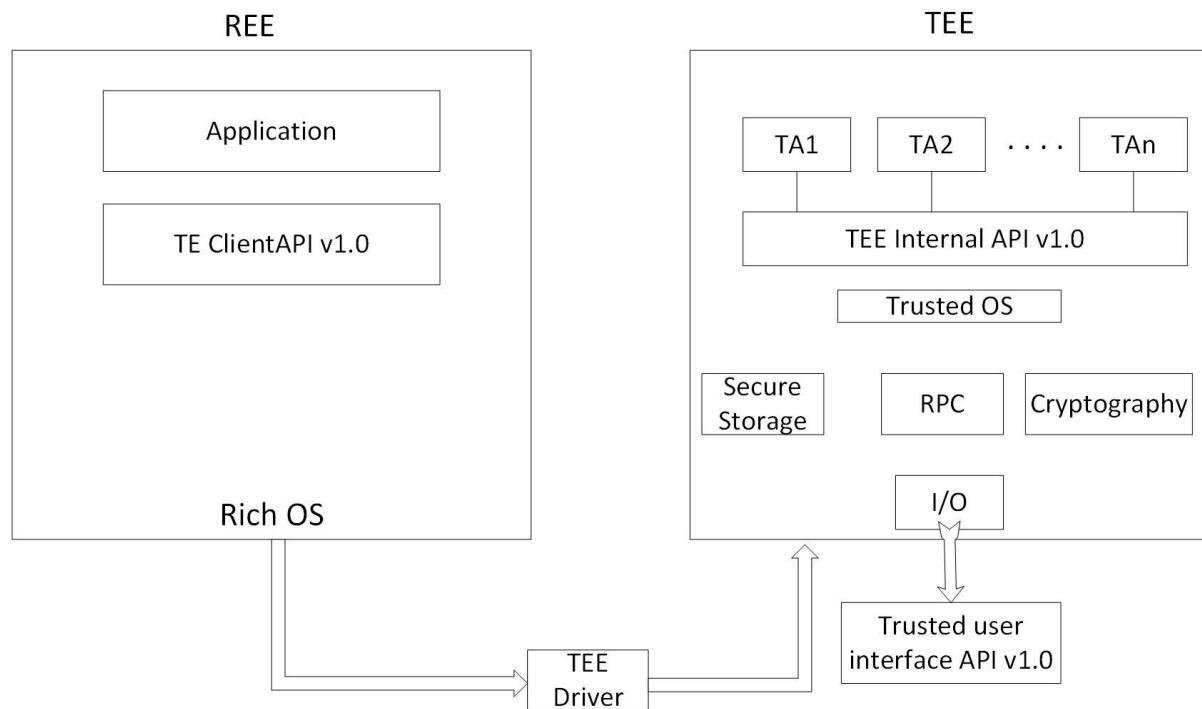 REE
TEE
Application
TE ClientAPI v1.0
Rich OS
TA1
TA2
. . . .
TAn
TEE Internal API v1.0
Trusted OS
Secure
Storage
RPC
Cryptography
I/O
TEE
Driver
Trusted user
interface API v1.0